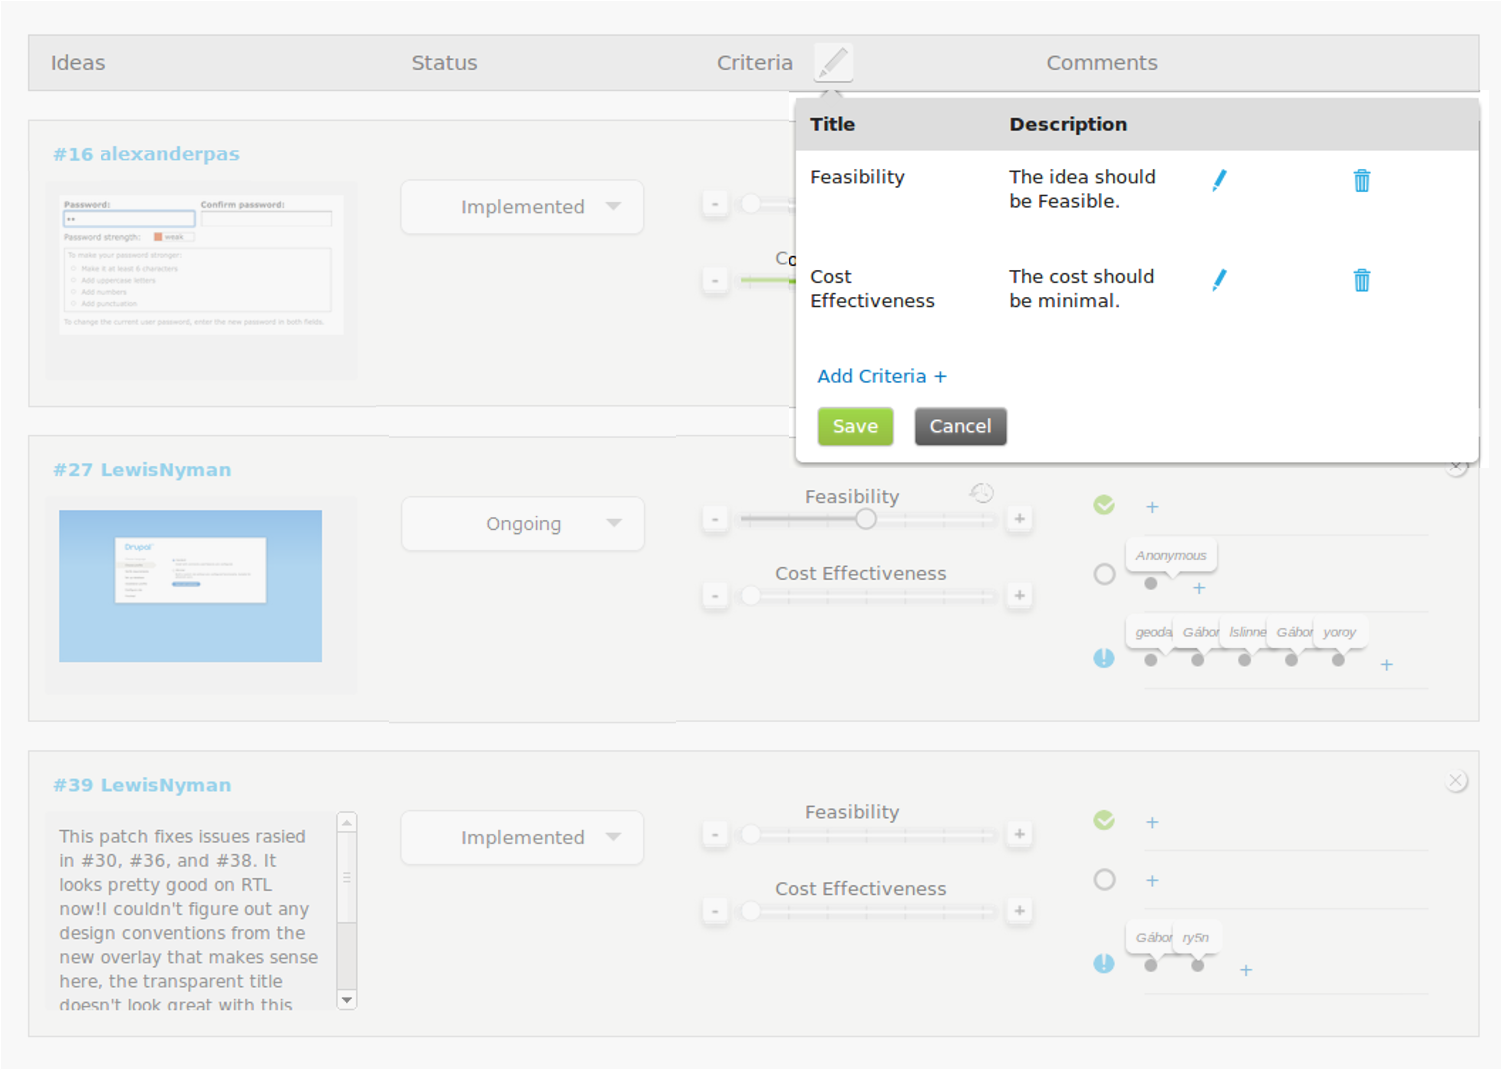 Ideas
Status
Criteria
Comments
Title
Description
Feasibility
The idea should
be Feasible.
Cost
Effectiveness
The cost should
be minimal.
Add Criteria +
Save
Cancel
#16 alexanderpas
Password:
Confirm password:
Password strength:
weak
To make your password stronger:
Make it at least 6 characters
Add uppercase letters
Add numbers
Add punctuation
To change the current user password, enter the new password in both fields.
Implemented
-
Co
-
#27 LewisNyman
Drupal
Ongoing
Feasibility
- +
Cost Effectiveness
- +
+
Anonymous
+
geoda Gábor lslinne Gábor yoroy
+
#39 LewisNyman
This patch fixes issues rasied
in #30, #36, and #38. It
looks pretty good on RTL
now!I couldn't figure out any
design conventions from the
new overlay that makes sense
here, the transparent title
doesn't look great with this
Implemented
Feasibility
- +
Cost Effectiveness
- +
+
+
Gábor ry5n
+